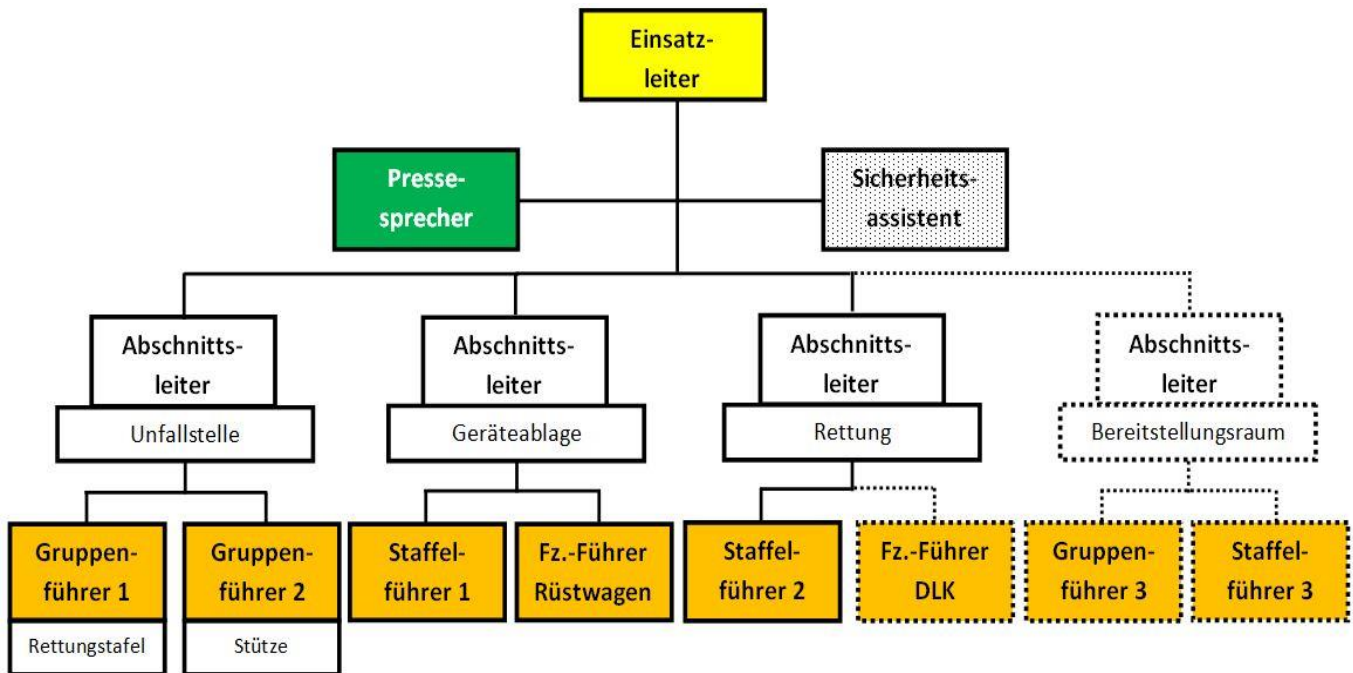 Einsatz-
leiter
Presse-
sprecher
Sicherheits-
assistent
Abschnitts-
leiter
Unfallstelle
Abschnitts-
leiter
Geräteablage
Abschnitts-
leiter
Rettung
Abschnitts-
leiter
Bereitstellungsraum
Gruppen-
führer 1
Rettungstafel
Gruppen-
führer 2
Stütze
Staffel-
führer 1
Fz.-Führer
Rüstwagen
Staffel-
führer 2
Fz.-Führer
DLK
Gruppen-
führer 3
Staffel-
führer 3